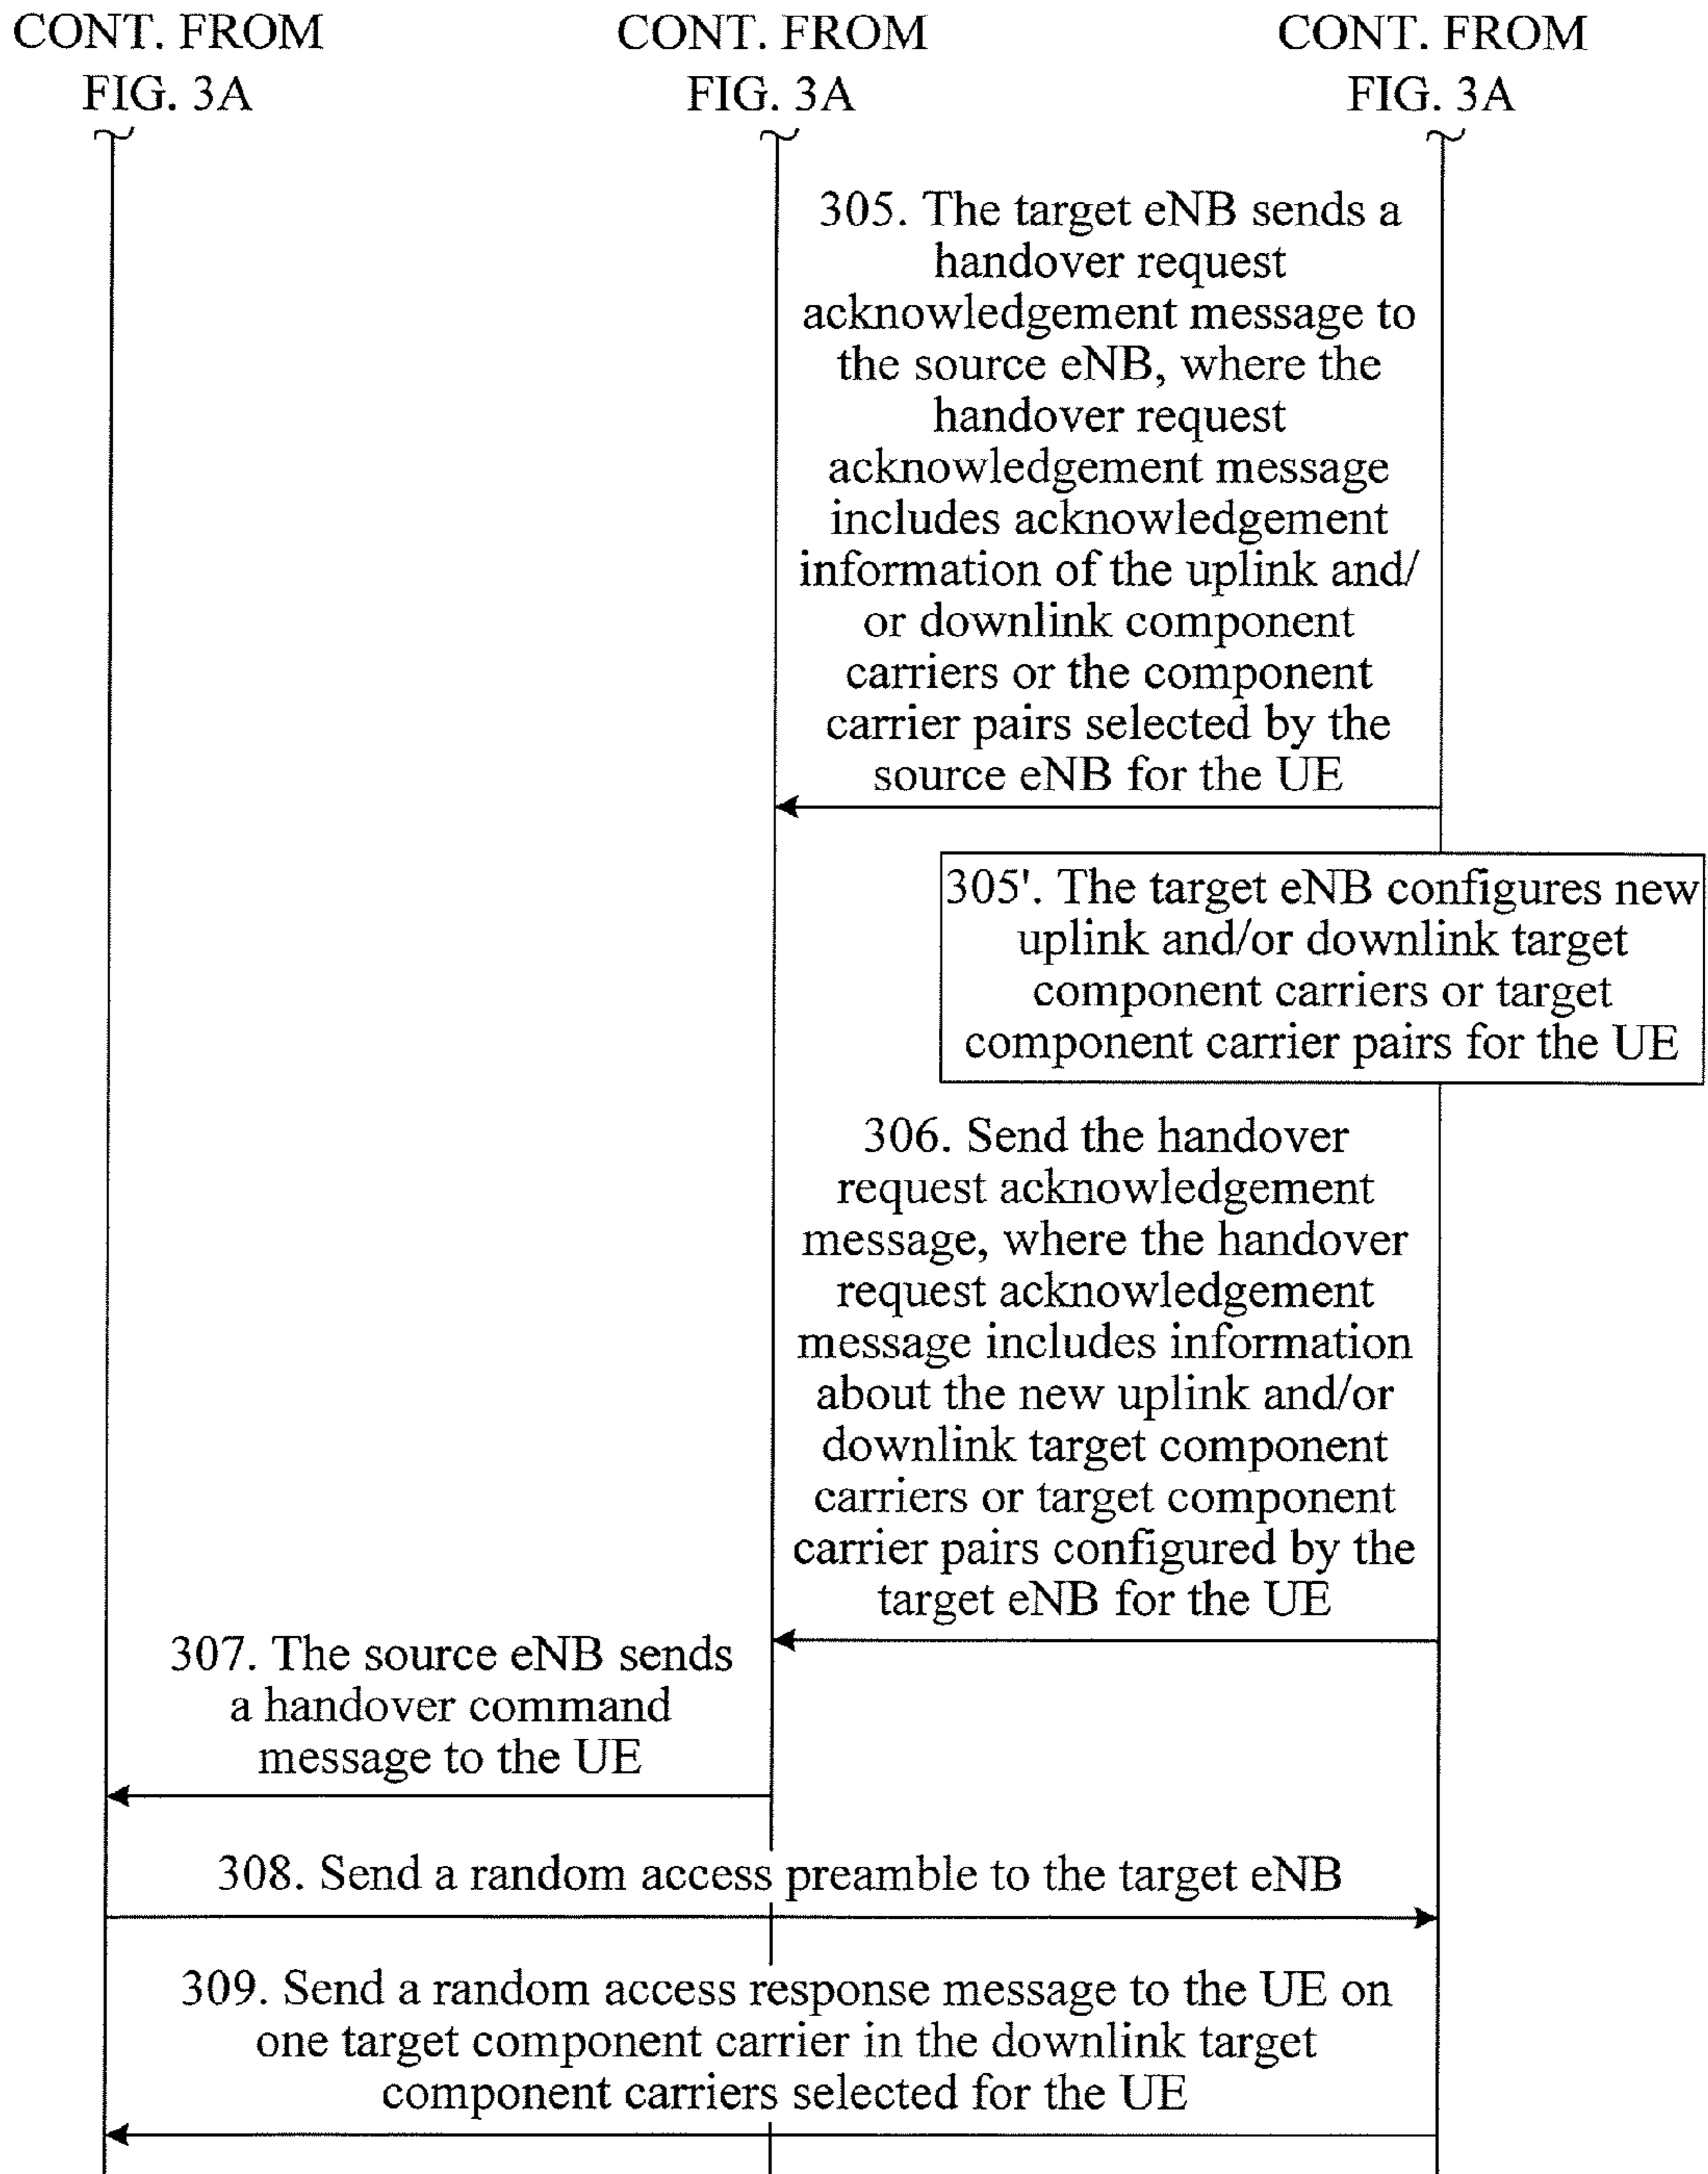 CONT. FROM
FIG. 3A
CONT. FROM
FIG. 3A
CONT. FROM
FIG. 3A
305. The target eNB sends a
handover request
acknowledgement message to
the source eNB, where the
handover request
acknowledgement message
includes acknowledgement
information of the uplink and/
or downlink component
carriers or the component
carrier pairs selected by the
source eNB for the UE
305'. The target eNB configures new
uplink and/or downlink target
component carriers or target
component carrier pairs for the UE
306. Send the handover
request acknowledgement
message, where the handover
request acknowledgement
message includes information
about the new uplink and/or
downlink target component
carriers or target component
carrier pairs configured by the
target eNB for the UE
307. The source eNB sends
a handover command
message to the UE
308. Send a random access preamble to the target eNB
309. Send a random access response message to the UE on
one target component carrier in the downlink target
component carriers selected for the UE